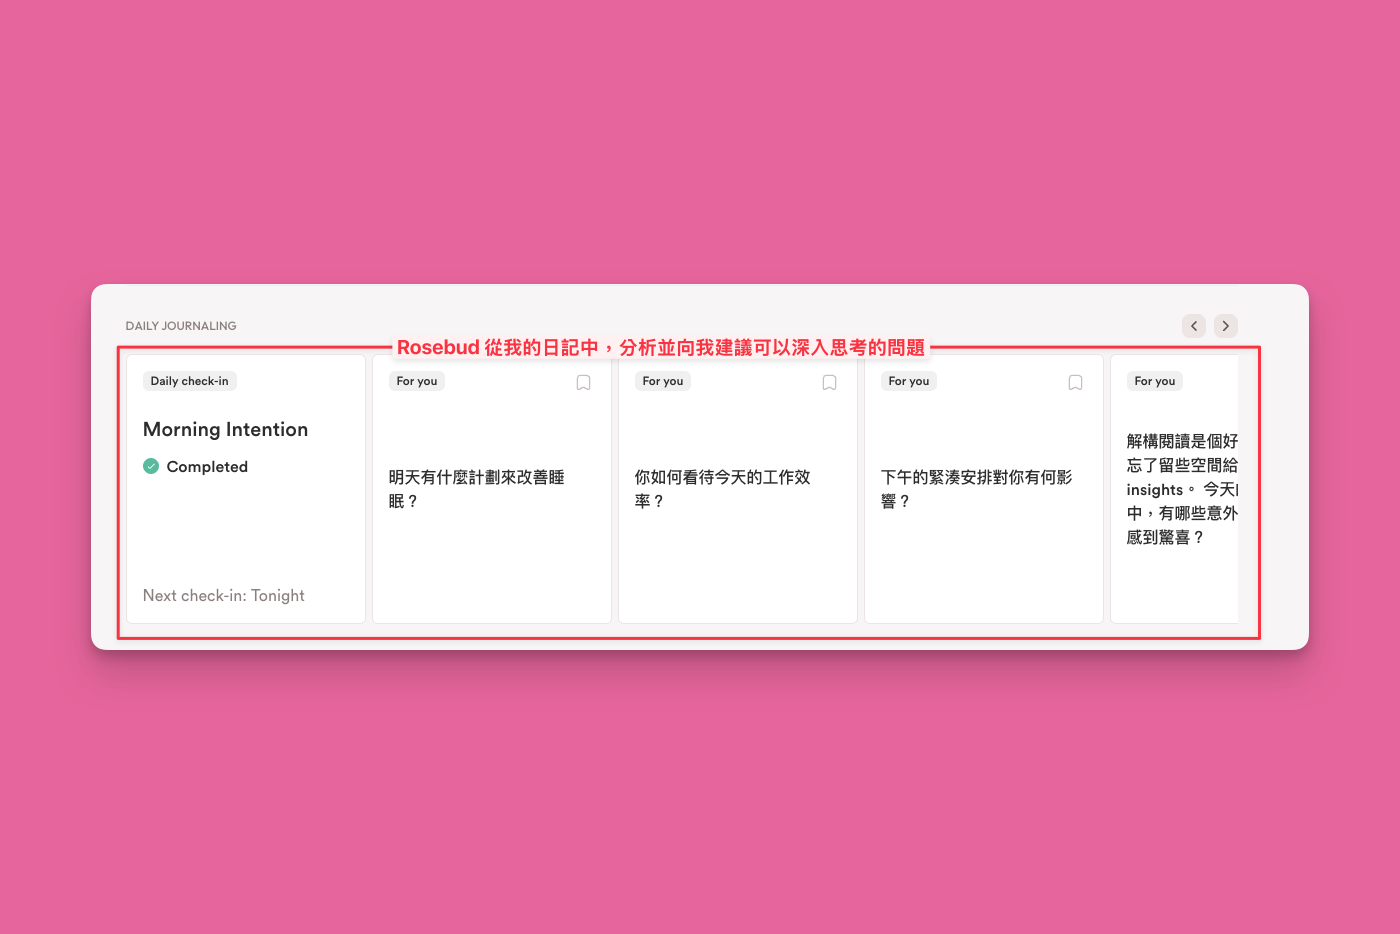 DAILY JOURNALING
Rosebud 從我的日記中，分析並向我建議可以深入思考的問題
Daily check-in
Morning Intention
Completed
Next check-in: Tonight
For you
明天有什麼計劃來改善睡
眠？
For you
你如何看待今天的工作效
率？
For you
下午的緊湊安排對你有何影
響？
For you
解構閱讀是個好
忘了留些空間給
insights。 今天
中，有哪些意外
感到驚喜？